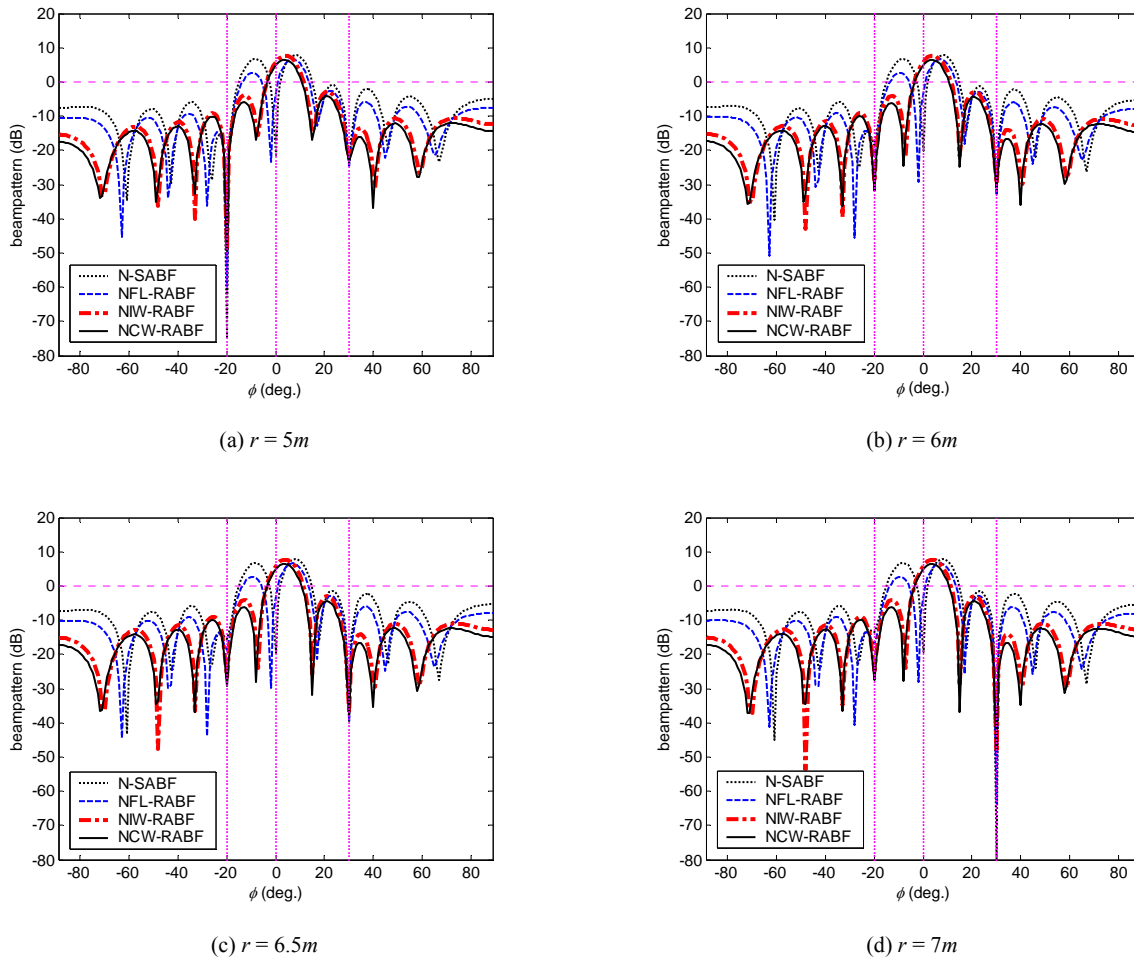 20
10
0
-10
-20
-30
-40
-50
-60
-70
-80
beampattern (dB)
N-SABF
NFL-RABF
NIW-RABF
NCW-RABF
-80 -60 -40 -20 0 20 40 60 80
ϕ (deg.)
(a) r = 5m
20
10
0
-10
-20
-30
-40
-50
-60
-70
-80
beampattern (dB)
N-SABF
NFL-RABF
NIW-RABF
NCW-RABF
-80 -60 -40 -20 0 20 40 60 80
ϕ (deg.)
(b) r = 6m
20
10
0
-10
-20
-30
-40
-50
-60
-70
-80
beampattern (dB)
N-SABF
NFL-RABF
NIW-RABF
NCW-RABF
-80 -60 -40 -20 0 20 40 60 80
ϕ (deg.)
(c) r = 6.5m
20
10
0
-10
-20
-30
-40
-50
-60
-70
-80
beampattern (dB)
N-SABF
NFL-RABF
NIW-RABF
NCW-RABF
-80 -60 -40 -20 0 20 40 60 80
ϕ (deg.)
(d) r = 7m